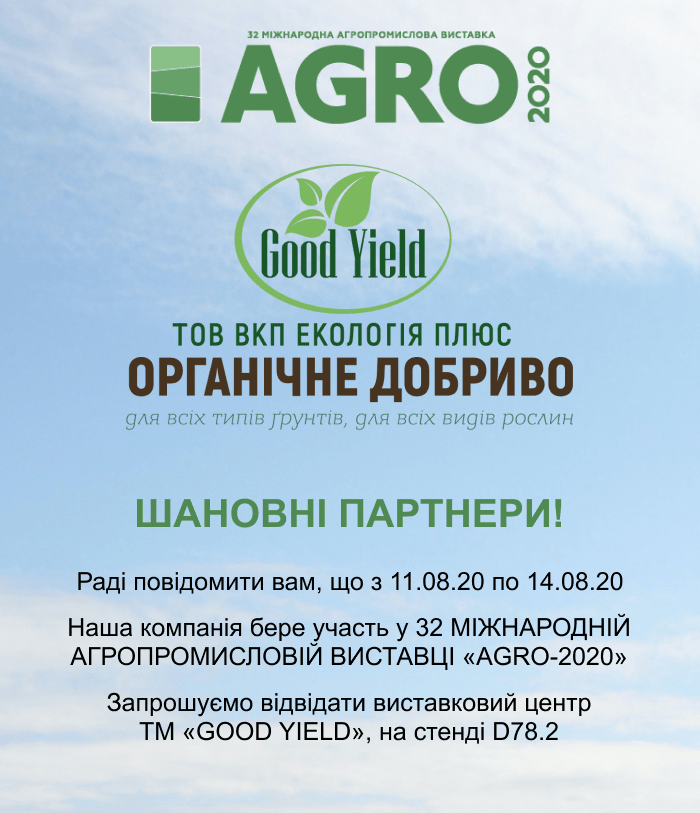 32 МІЖНАРОДНА АГРОПРОМИСЛОВА ВИСТАВКА
AGRO 2020
Good Yield
ТОВ ВКП ЕКОЛОГІЯ ПЛЮС
ОРГАНІЧНЕ ДОБРИВО
для всіх типів ґрунтів, для всіх видів рослин
ШАНОВНІ ПАРТНЕРИ!
Раді повідомити вам, що з 11.08.20 по 14.08.20
Наша компанія бере участь у 32 МІЖНАРОДНІЙ
АГРОПРОМИСЛОВІЙ ВИСТАВЦІ «AGRO-2020»
Запрошуємо відвідати виставковий центр
ТМ «GOOD YIELD», на стенді D78.2